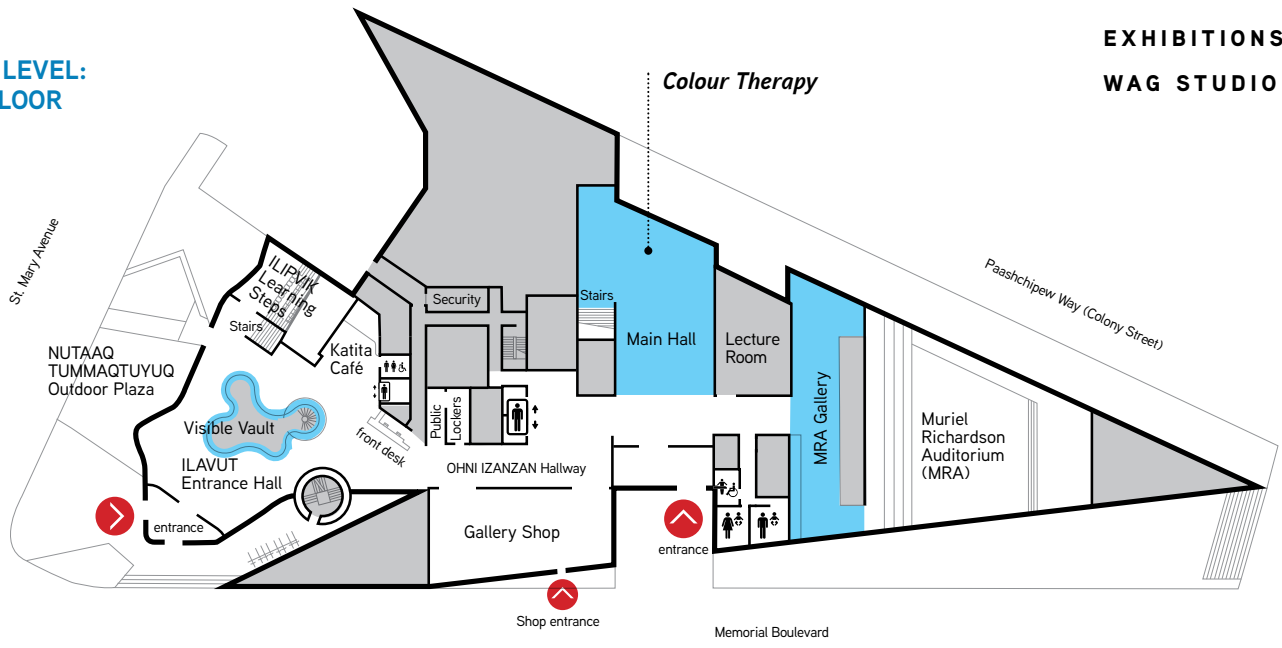 LEVEL:
LOOR
EXHIBITIONS
WAG STUDIO
Colour Therapy
St. Mary Avenue
Paashchipew Way (Colony Street)
ILIPVIK
Learning
Steps
Stairs
Security
Stairs
Main Hall
Lecture
Room
Katita
Café
NUTAAQ
TUMMAQTUYUQ
Outdoor Plaza
Visible Vault
ILAVUT
Entrance Hall
front desk
Public
Lockers
OHNI IZANZAN Hallway
MRA Gallery
Muriel
Richardson
Auditorium
(MRA)
entrance
Gallery Shop
entrance
Shop entrance
Memorial Boulevard